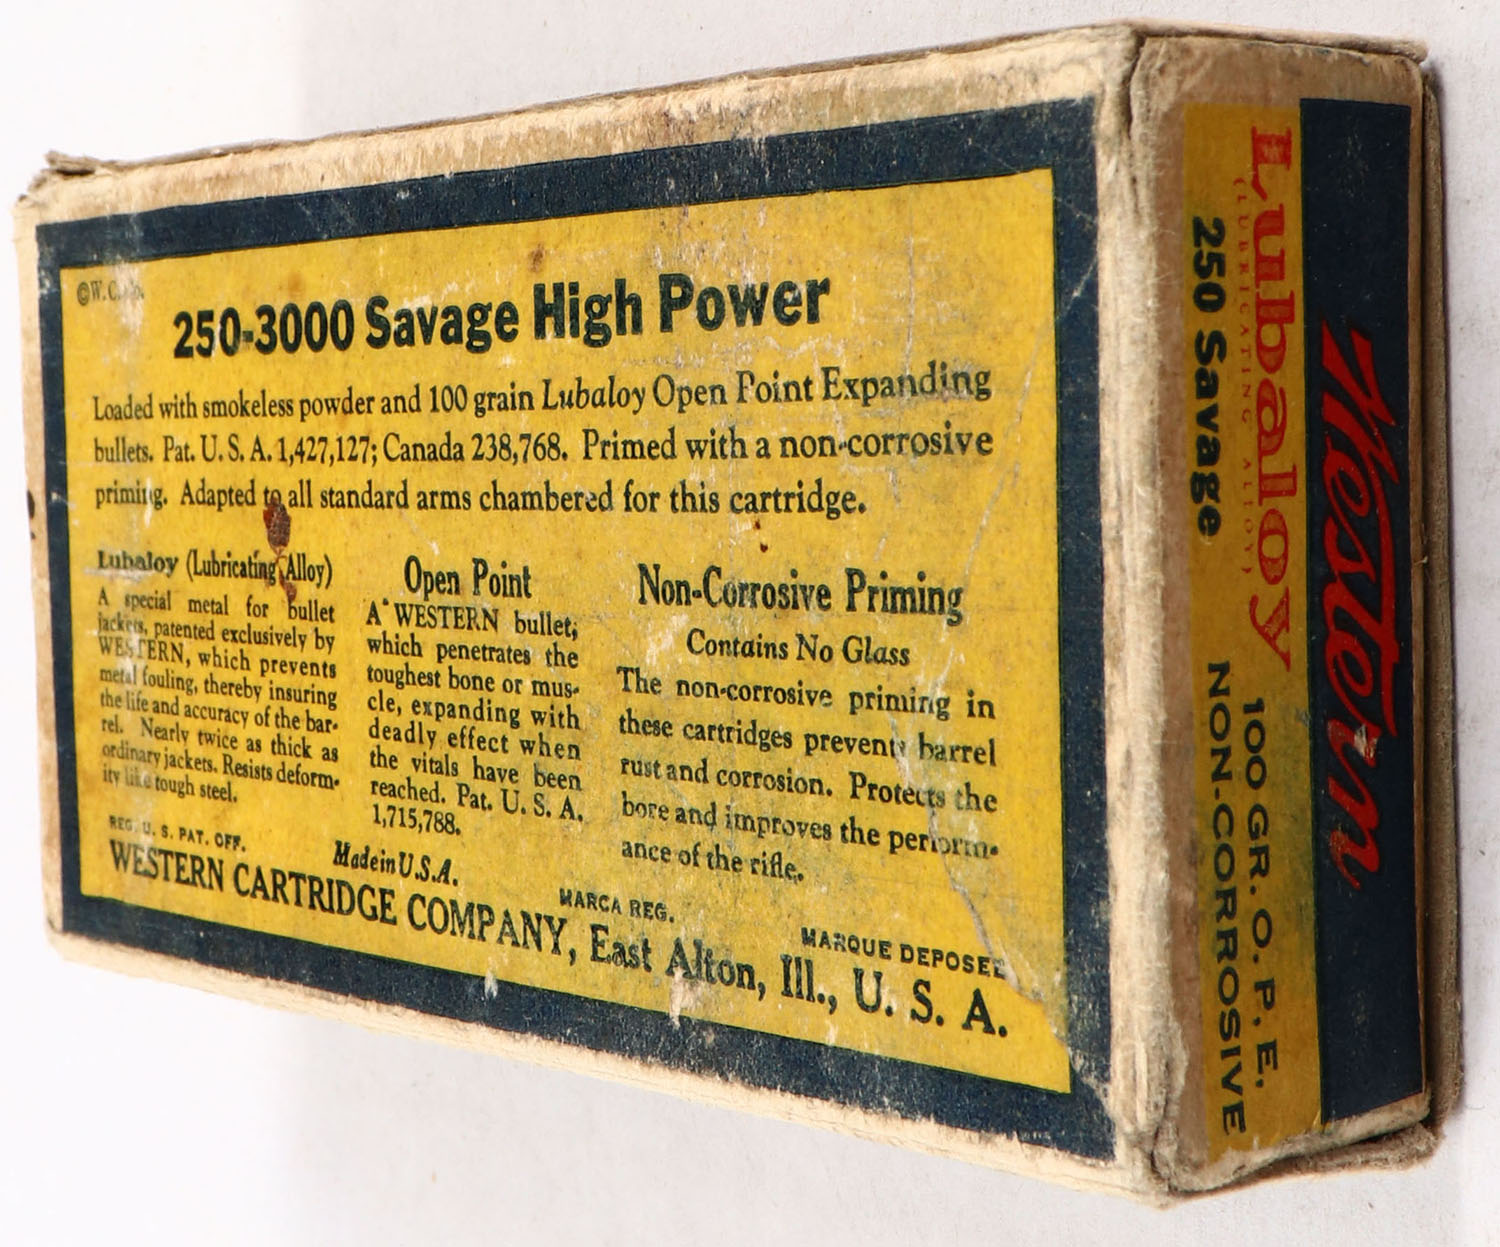 ©W. C. Co.
250-3000 Savage High Power
Loaded with smokeless powder and 100 grain Lubaloy Open Point Expanding
bullets. Pat. U. S. A. 1,427,127; Canada 238,768. Primed with a non-corrosive
priming. Adapted to all standard arms chambered for this cartridge.
Lubaloy (Lubricating Alloy)
A special metal for bullet
jackets, patented exclusively by
WESTERN, which prevents
metal fouling, thereby insuring
the life and accuracy of the bar-
rel. Nearly twice as thick as
ordinary jackets. Resists deform-
ity like tough steel.
Open Point
A WESTERN bullet;
which penetrates the
toughest bone or mus-
cle, expanding with
deadly effect when
the vitals have been
reached. Pat. U. S. A.
1,715,788.
Non-Corrosive Priming
Contains No Glass
The non-corrosive priming in
these cartridges prevents barrel
rust and corrosion. Protects the
bore and improves the perform-
ance of the rifle.
REG. U. S. PAT. OFF.
Made in U.S.A.
MARCA REG.
MARQUE DEPOSEE
WESTERN CARTRIDGE COMPANY, East Alton, Ill., U. S. A.
Western
Lubaloy
(LUBRICATING ALLOY)
250 Savage
100 GR. O. P. E.
NON-CORROSIVE